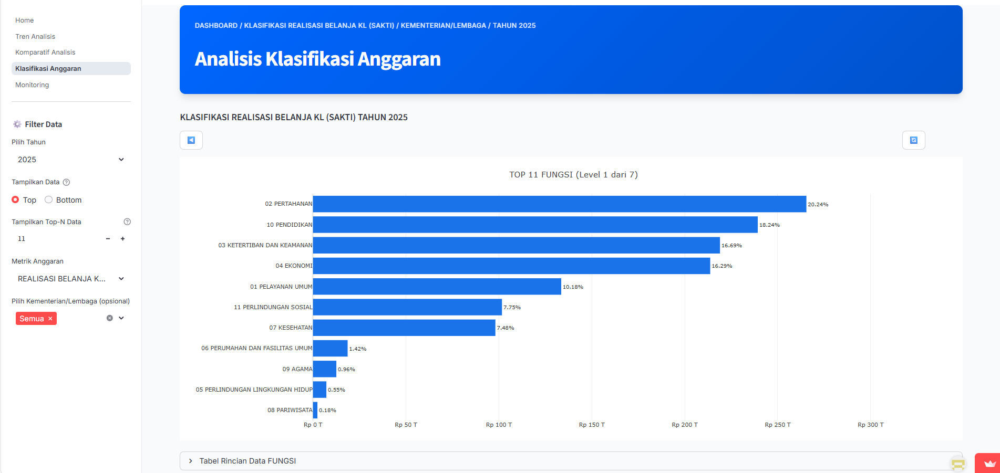 Home
Tren Analisis
Komparatif Analisis
Klasifikasi Anggaran
Monitoring
Filter Data
Pilih Tahun
2025
Tampilkan Data
Top
Bottom
Tampilkan Top-N Data
11
Metrik Anggaran
REALISASI BELANJA K...
Pilih Kementerian/Lembaga (opsional)
Semua
DASHBOARD / KLASIFIKASI REALISASI BELANJA KL (SAKTI) / KEMENTERIAN/LEMBAGA / TAHUN 2025
Analisis Klasifikasi Anggaran
KLASIFIKASI REALISASI BELANJA KL (SAKTI) TAHUN 2025
TOP 11 FUNGSI (Level 1 dari 7)
02 PERTAHANAN 20.24%
10 PENDIDIKAN 18.24%
03 KETERTIBAN DAN KEAMANAN 16.69%
04 EKONOMI 16.29%
01 PELAYANAN UMUM 10.18%
11 PERLINDUNGAN SOSIAL 7.75%
07 KESEHATAN 7.48%
06 PERUMAHAN DAN FASILITAS UMUM 1.42%
09 AGAMA 0.96%
05 PERLINDUNGAN LINGKUNGAN HIDUP 0.55%
08 PARIWISATA 0.18%
Rp 0 T Rp 50 T Rp 100 T Rp 150 T Rp 200 T Rp 250 T Rp 300 T
Tabel Rincian Data FUNGSI